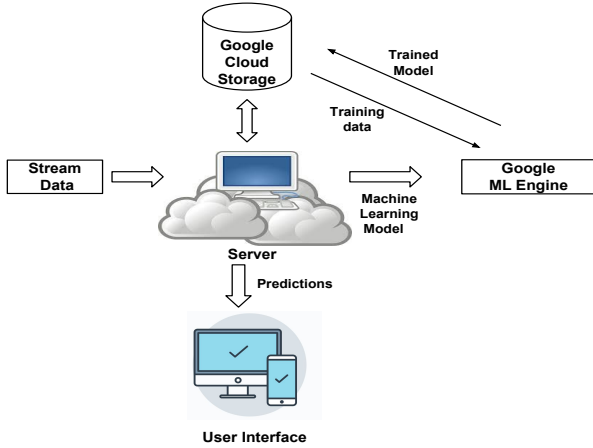 Google
Cloud
Storage
Trained
Model
Training
data
Stream
Data
Google
ML Engine
Machine
Learning
Model
Server
Predictions
User Interface